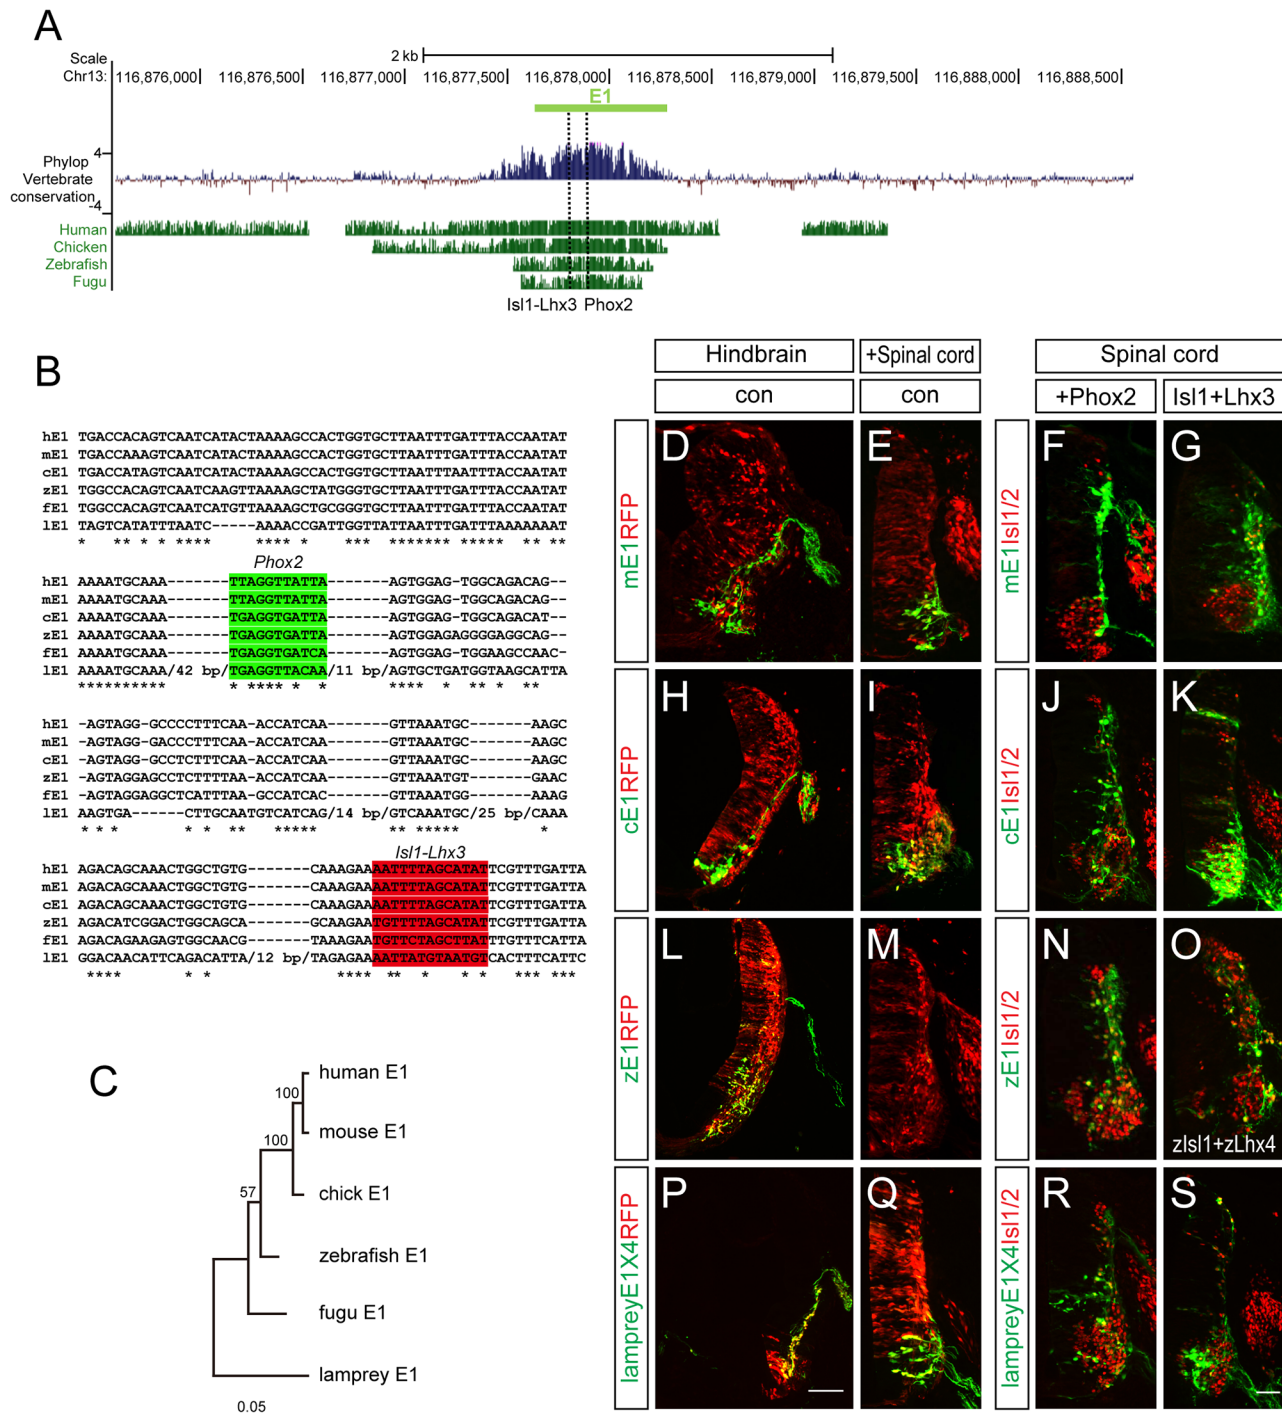 A
Scale
2 kb
Chr13:
116,876,000 116,876,500 116,877,000 116,877,500 116,878,000 116,878,500 116,879,000 116,879,500 116,888,000 116,888,500
E1
4
Phylop
Vertebrate
conservation
-4
Human
Chicken
Zebrafish
Fugu
Isl1-Lhx3 Phox2
B
hE1 TGACCACAGTCAATCATACTAAAAGCCACTGGTGCTTAATTTGATTTACCAATAT
mE1 TGACCAAAGTCAATCATACTAAAAGCCACTGGTGCTTAATTTGATTTACCAATAT
cE1 TGACCATAGTCAATCATACTAAAAGCCACTGGTGCTTAATTTAATTTACCAATAT
zE1 TGGCCACAGTCAATCAAGTTAAAAGCTATGGGTGCTTAATTTGATTTACCAATAT
fE1 TGGCCACAGTCAATCATGTTAAAAGCTGCGGGTGCTTAATTTGATTTACCAATAT
lE1 TAGTCATATTTAATC-----AAAACCGATTGGTTATTAATTTGATTTAAAAAAAT
* ** * * **** **** * *** ********* ***** ****
Phox2
hE1 AAAATGCAAA-------TTAGGTTATTA-------AGTGGAG-TGGCAGACAG--
mE1 AAAATGCAAA-------TTAGGTTATTA-------AGTGGAG-TGGCAGACAG--
cE1 AAAATGCAAA-------TGAGGTGATTA-------AGTGGAG-TGGCAGACAT--
zE1 AAAATGCAAA-------TGAGGTGATTA-------AGTGGAGAGGGGAGGCAG--
fE1 AAAATGCAAA-------TGAGGTGATCA-------AGTGGAG-TGGAAGCCAAC-
lE1 AAAATGCAAA/42 bp/TGAGGTTACAA/11 bp/AGTGCTGATGGTAAGCATTA
********** * **** * * **** * ** * **
hE1 -AGTAGG-GCCCCTTTCAA-ACCATCAA-------GTTAAATGC-------AAGC
mE1 -AGTAGG-GACCCTTTCAA-ACCATCAA-------GTTAAATGC-------AAGC
cE1 -AGTAGG-GCCCCTTTCAA-ACCATCAA-------GTTAAATGC-------AAGC
zE1 -AGTAGGAGCCTCTTTTAA-ACCATCAA-------GTTAAATGT-------GAAC
fE1 -AGTAGGAGGCTCATTTAA-GCCATCAC-------GTTAAATGG-------AAAG
lE1 AAGTGA------CTTGCAATGTCATCAG/14 bp/GTCAAATGC/25 bp/CAAA
* * * * * ** ***** ** ***** *
Isl1-Lhx3
hE1 AGACAGCAAACTGGCTGTG-------CAAAGAAAATTTTAGCATATTCGTTTGATTA
mE1 AGACAGCAAACTGGCTGTG-------CAAAGAAAATTTTAGCATATTCGTTTGATTA
cE1 AGACAGCAAACTGGCTGTG-------CAAAGAAAATTTTAGCATATTCGTTTGATTA
zE1 AGACATCGGACTGGCAGCA-------GCAAGAATGTTTTAGCATATTCGTTTGATTA
fE1 AGACAGAAGAGTGGCAACG-------TAAAGAATGTTCTAGCTTATTTGTTTCATTA
lE1 GGACAACATTCAGACATTA/12 bp/TAGAGAAAATTATGTAATGTCACTTTCATTC
**** * * **** ** * * * *** ***
C
human E1
100
mouse E1
100
chick E1
57
zebrafish E1
fugu E1
lamprey E1
0.05
Hindbrain +Spinal cord Spinal cord
con con +Phox2 Isl1+Lhx3
mE1RFP D E mE1Isl1/2 F G
cE1RFP H I cE1Isl1/2 J K
zE1RFP L M zE1Isl1/2 N O
zIsl1+zLhx4
lampreyE1X4RFP P Q lampreyE1X4Isl1/2 R S